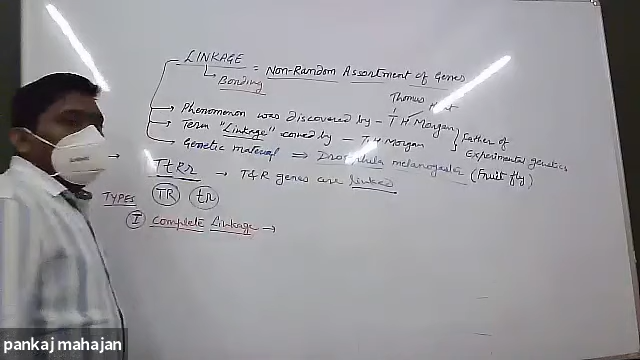 LINKAGE = Non-Random Assortment of Genes
Bonding
Thomas Hunt
Phenomenon was discovered by - T H Morgan
Term "Linkage" coined by - T H Morgan
Father of Experimental genetics
Genetic material ⇒ Drosophila melanogaster (Fruit fly)
TtRr → T & R genes are linked
TR tr
TYPES
I Complete Linkage →
pankaj mahajan